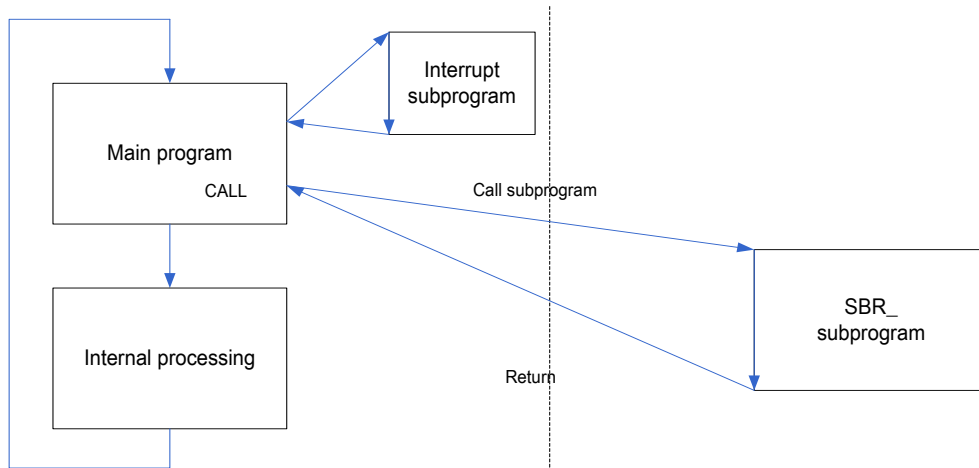 Interrupt
subprogram
Main program
CALL
Call subprogram
SBR_
subprogram
Internal processing
Return